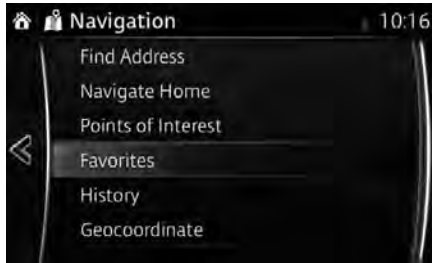 Navigation 10:16
Find Address
Navigate Home
Points of Interest
Favorites
History
Geocoordinate